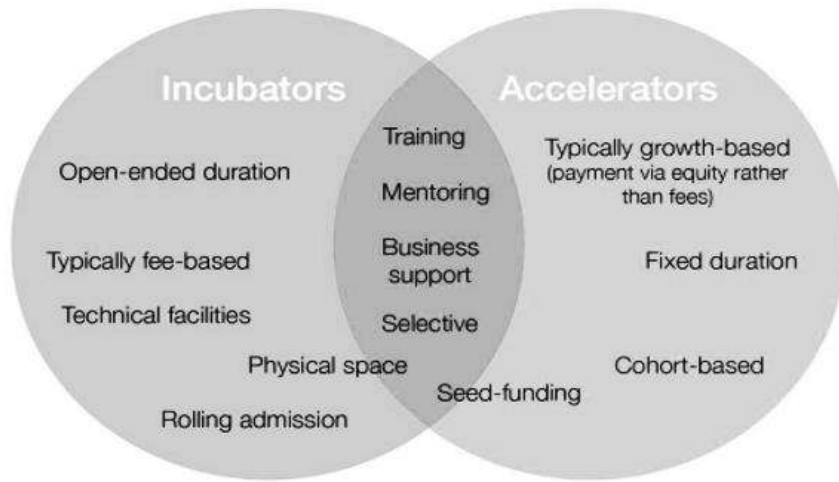 Incubators
Accelerators
Open-ended duration
Typically fee-based
Technical facilities
Physical space
Rolling admission
Training
Mentoring
Business
support
Selective
Seed-funding
Typically growth-based
(payment via equity rather
than fees)
Fixed duration
Cohort-based